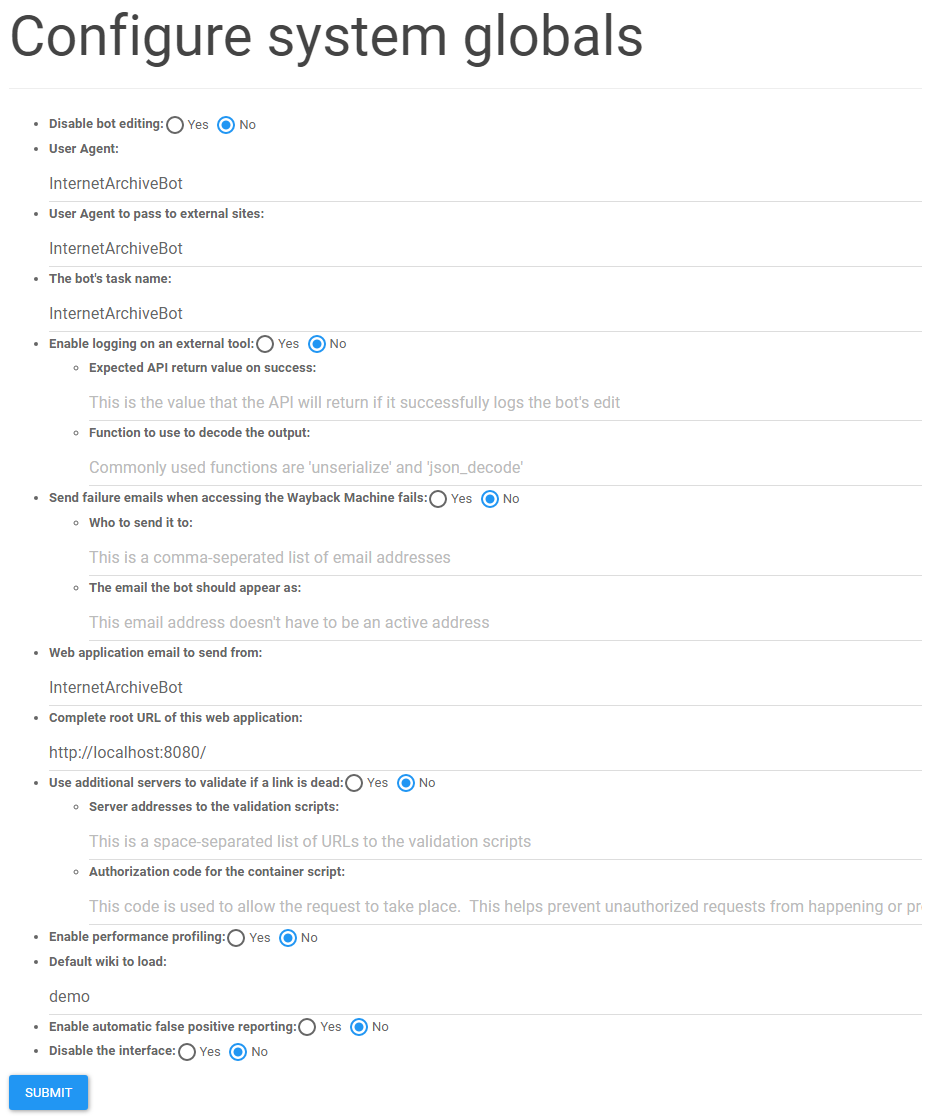 Configure system globals
Disable bot editing: Yes No
User Agent:
InternetArchiveBot
User Agent to pass to external sites:
InternetArchiveBot
The bot's task name:
InternetArchiveBot
Enable logging on an external tool: Yes No
Expected API return value on success:
This is the value that the API will return if it successfully logs the bot's edit
Function to use to decode the output:
Commonly used functions are 'unserialize' and 'json_decode'
Send failure emails when accessing the Wayback Machine fails: Yes No
Who to send it to:
This is a comma-seperated list of email addresses
The email the bot should appear as:
This email address doesn't have to be an active address
Web application email to send from:
InternetArchiveBot
Complete root URL of this web application:
http://localhost:8080/
Use additional servers to validate if a link is dead: Yes No
Server addresses to the validation scripts:
This is a space-separated list of URLs to the validation scripts
Authorization code for the container script:
This code is used to allow the request to take place.  This helps prevent unauthorized requests from happening or
Enable performance profiling: Yes No
Default wiki to load:
demo
Enable automatic false positive reporting: Yes No
Disable the interface: Yes No
SUBMIT